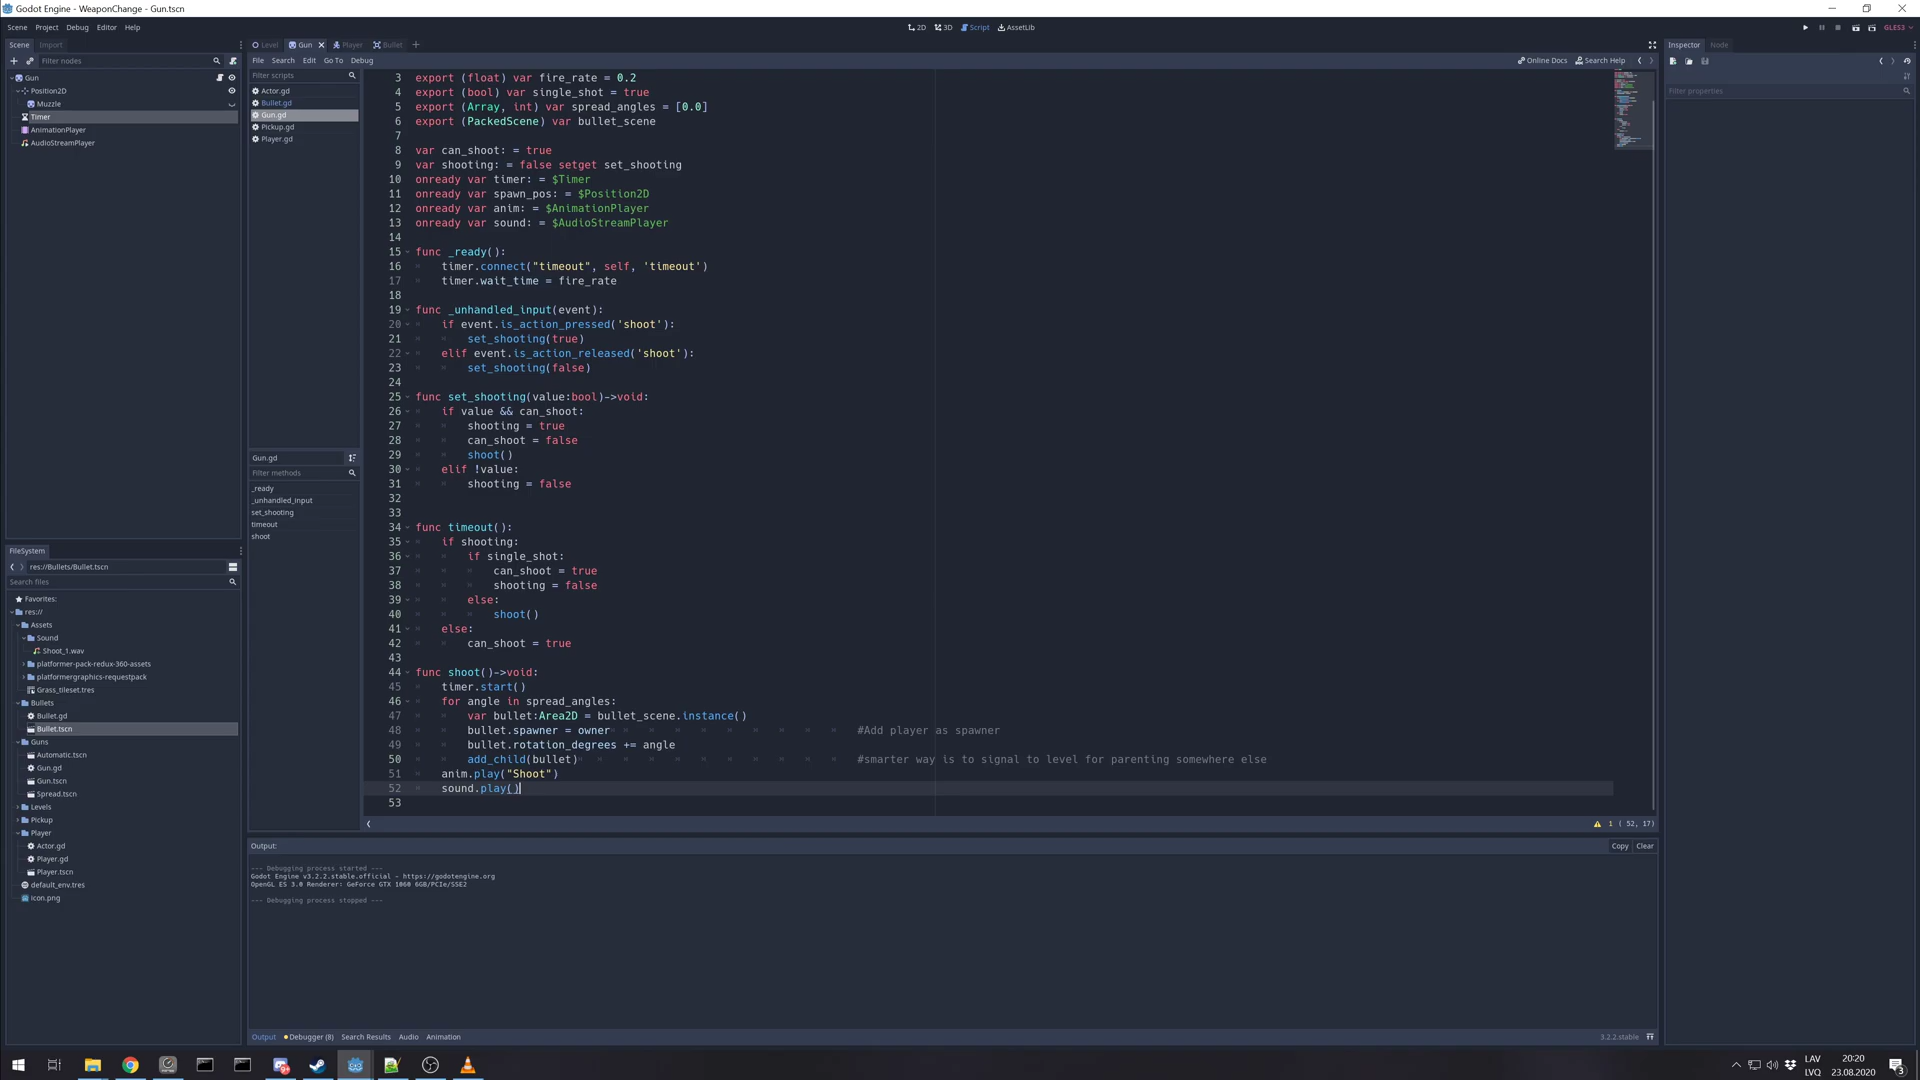 Godot Engine - WeaponChange - Gun.tscn
Scene Project Debug Editor Help
2D 3D Script AssetLib
GLES3
Scene Import
Filter nodes
Gun
Position2D
Muzzle
Timer
AnimationPlayer
AudioStreamPlayer
FileSystem
res://Bullets/Bullet.tscn
Search files
Favorites:
res://
Assets
Sound
Shoot_1.wav
platformer-pack-redux-360-assets
platformergraphics-requestpack
Grass_tileset.tres
Bullets
Bullet.gd
Bullet.tscn
Guns
Automatic.tscn
Gun.gd
Gun.tscn
Spread.tscn
Levels
Pickup
Player
Actor.gd
Player.gd
Player.tscn
default_env.tres
icon.png
Level Gun Player Bullet
File Search Edit Go To Debug
Online Docs Search Help
Filter scripts
Actor.gd
Bullet.gd
Gun.gd
Pickup.gd
Player.gd
Gun.gd
Filter methods
_ready
_unhandled_input
set_shooting
timeout
shoot
3 export (float) var fire_rate = 0.2
4 export (bool) var single_shot = true
5 export (Array, int) var spread_angles = [0.0]
6 export (PackedScene) var bullet_scene
7
8 var can_shoot: = true
9 var shooting: = false setget set_shooting
10 onready var timer: = $Timer
11 onready var spawn_pos: = $Position2D
12 onready var anim: = $AnimationPlayer
13 onready var sound: = $AudioStreamPlayer
14
15 func _ready():
16 timer.connect("timeout", self, 'timeout')
17 timer.wait_time = fire_rate
18
19 func _unhandled_input(event):
20 if event.is_action_pressed('shoot'):
21 set_shooting(true)
22 elif event.is_action_released('shoot'):
23 set_shooting(false)
24
25 func set_shooting(value:bool)->void:
26 if value && can_shoot:
27 shooting = true
28 can_shoot = false
29 shoot()
30 elif !value:
31 shooting = false
32
33
34 func timeout():
35 if shooting:
36 if single_shot:
37 can_shoot = true
38 shooting = false
39 else:
40 shoot()
41 else:
42 can_shoot = true
43
44 func shoot()->void:
45 timer.start()
46 for angle in spread_angles:
47 var bullet:Area2D = bullet_scene.instance()
48 bullet.spawner = owner #Add player as spawner
49 bullet.rotation_degrees += angle
50 add_child(bullet) #smarter way is to signal to level for parenting somewhere else
51 anim.play("Shoot")
52 sound.play()
53
1 ( 52, 17)
Output:
Copy Clear
--- Debugging process started ---
Godot Engine v3.2.2.stable.official - https://godotengine.org
OpenGL ES 3.0 Renderer: GeForce GTX 1060 6GB/PCIe/SSE2
--- Debugging process stopped ---
Output Debugger (8) Search Results Audio Animation
3.2.2.stable
Inspector Node
Filter properties
LAV
LVQ
20:20
23.08.2020
3